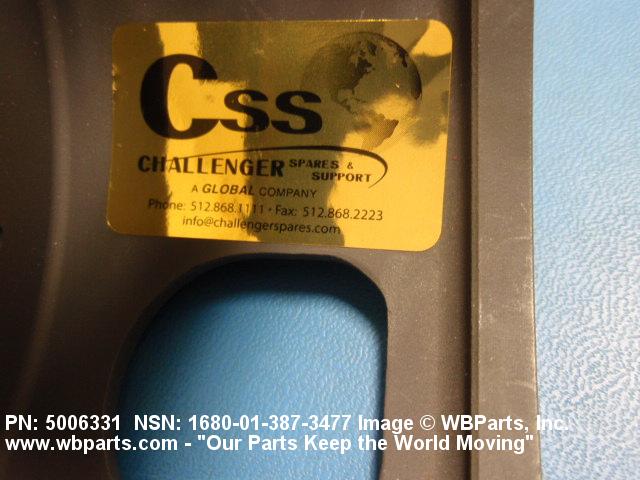 CSS
CHALLENGER SPARES &
SUPPORT
A GLOBAL COMPANY
Phone: 512.868.1111 • Fax: 512.868.2223
info@challengerspares.com
PN: 5006331 NSN: 1680-01-387-3477 Image © WBParts, Inc.
www.wbparts.com - "Our Parts Keep the World Moving"